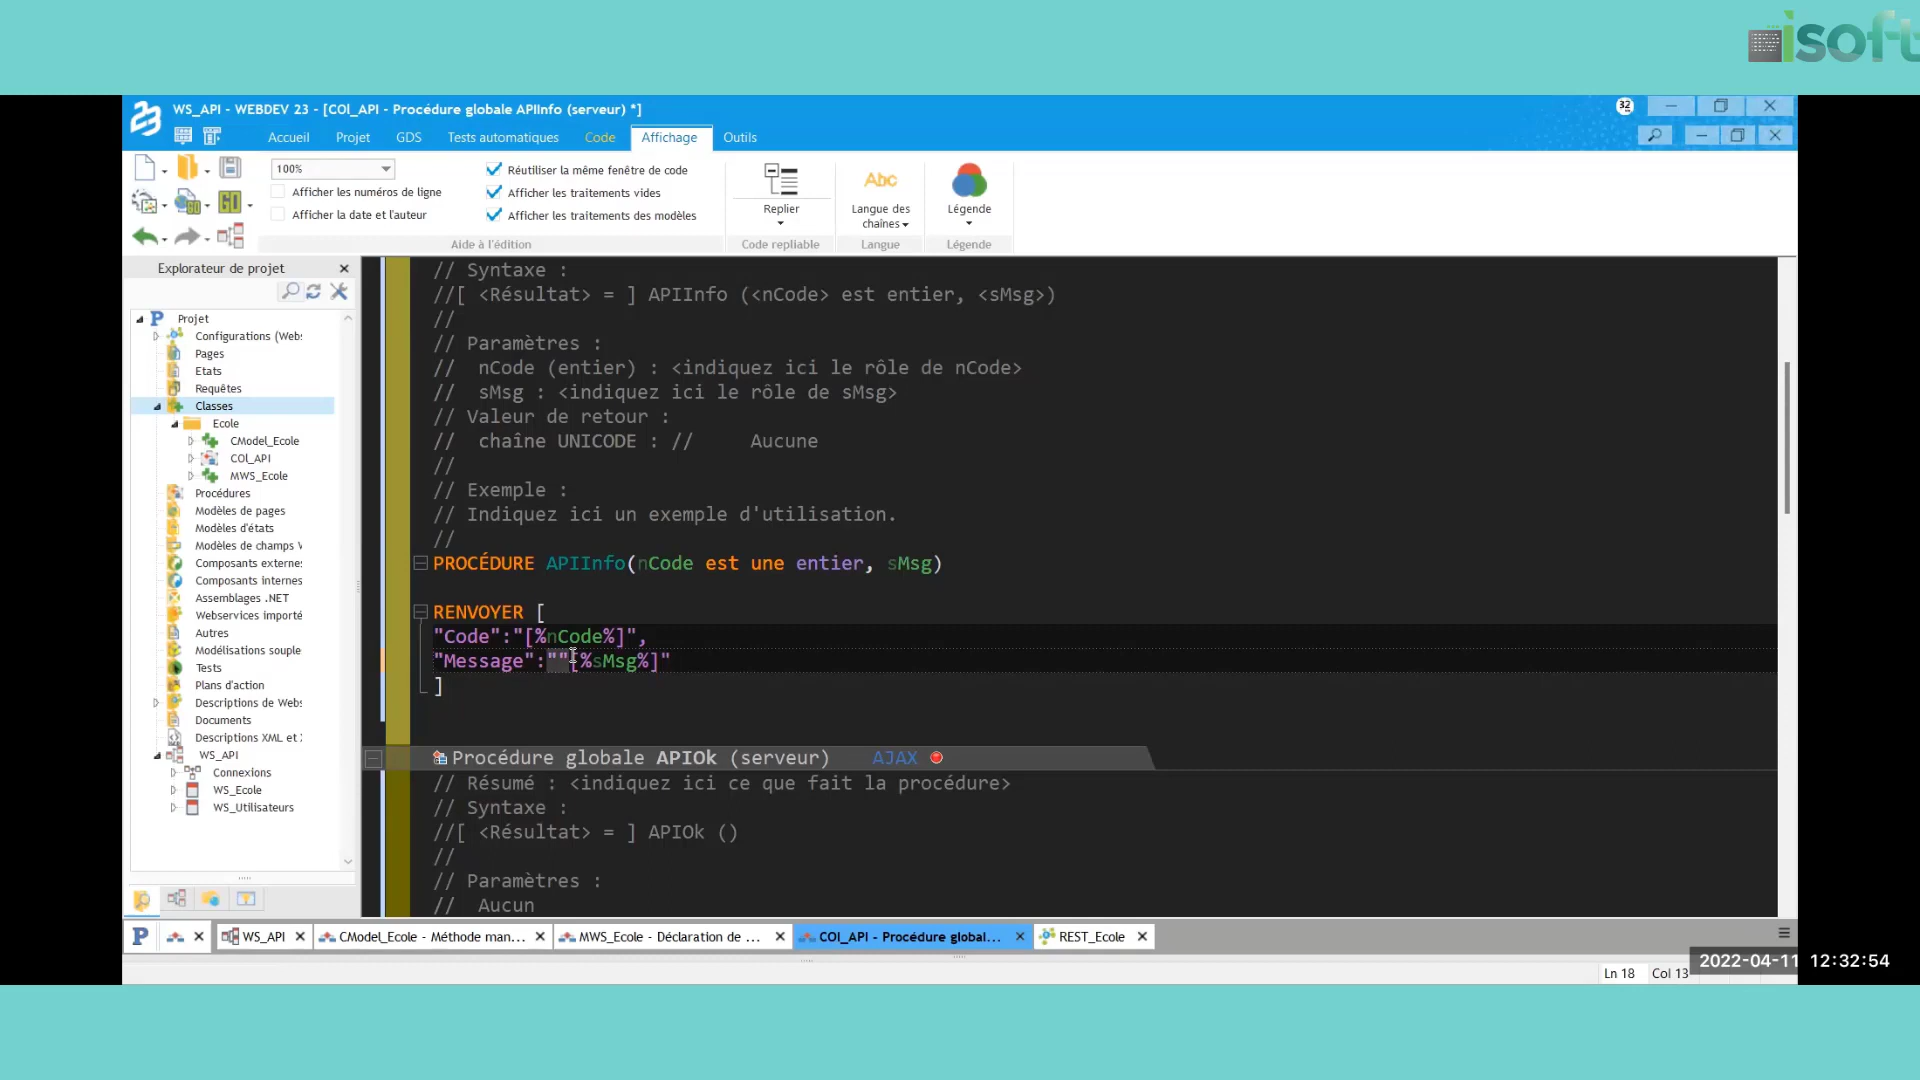 isoft
WS_API - WEBDEV 23 - [COl_API - Procédure globale APIInfo (serveur) *]
32
Accueil Projet GDS Tests automatiques Code Affichage Outils
100%
Afficher les numéros de ligne
Afficher la date et l'auteur
Réutiliser la même fenêtre de code
Afficher les traitements vides
Afficher les traitements des modèles
Aide à l'édition
Replier
Code repliable
Abc
Langue des
chaînes
Langue
Légende
Légende
GO
GO
Explorateur de projet
Projet
Configurations (Webs
Pages
Etats
Requêtes
Classes
Ecole
CModel_Ecole
COl_API
MWS_Ecole
Procédures
Modèles de pages
Modèles d'états
Modèles de champs V
Composants externe:
Composants internes
Assemblages .NET
Webservices importé
Autres
Modélisations souple
Tests
Plans d'action
Descriptions de Webs
Documents
Descriptions XML et :
WS_API
Connexions
WS_Ecole
WS_Utilisateurs
// Syntaxe :
//[ <Résultat> = ] APIInfo (<nCode> est entier, <sMsg>)
//
// Paramètres :
// nCode (entier) : <indiquez ici le rôle de nCode>
// sMsg : <indiquez ici le rôle de sMsg>
// Valeur de retour :
// chaîne UNICODE : // Aucune
//
// Exemple :
// Indiquez ici un exemple d'utilisation.
//
PROCÉDURE APIInfo(nCode est une entier, sMsg)
RENVOYER [
"Code":"[%nCode%]",
"Message":""[%sMsg%]"
]
Procédure globale APIOk (serveur) AJAX
// Résumé : <indiquez ici ce que fait la procédure>
// Syntaxe :
//[ <Résultat> = ] APIOk ()
//
// Paramètres :
// Aucun
WS_API CModel_Ecole - Méthode man... MWS_Ecole - Déclaration de ... COl_API - Procédure global... REST_Ecole
2022-04-11 12:32:54
Ln 18 Col 13